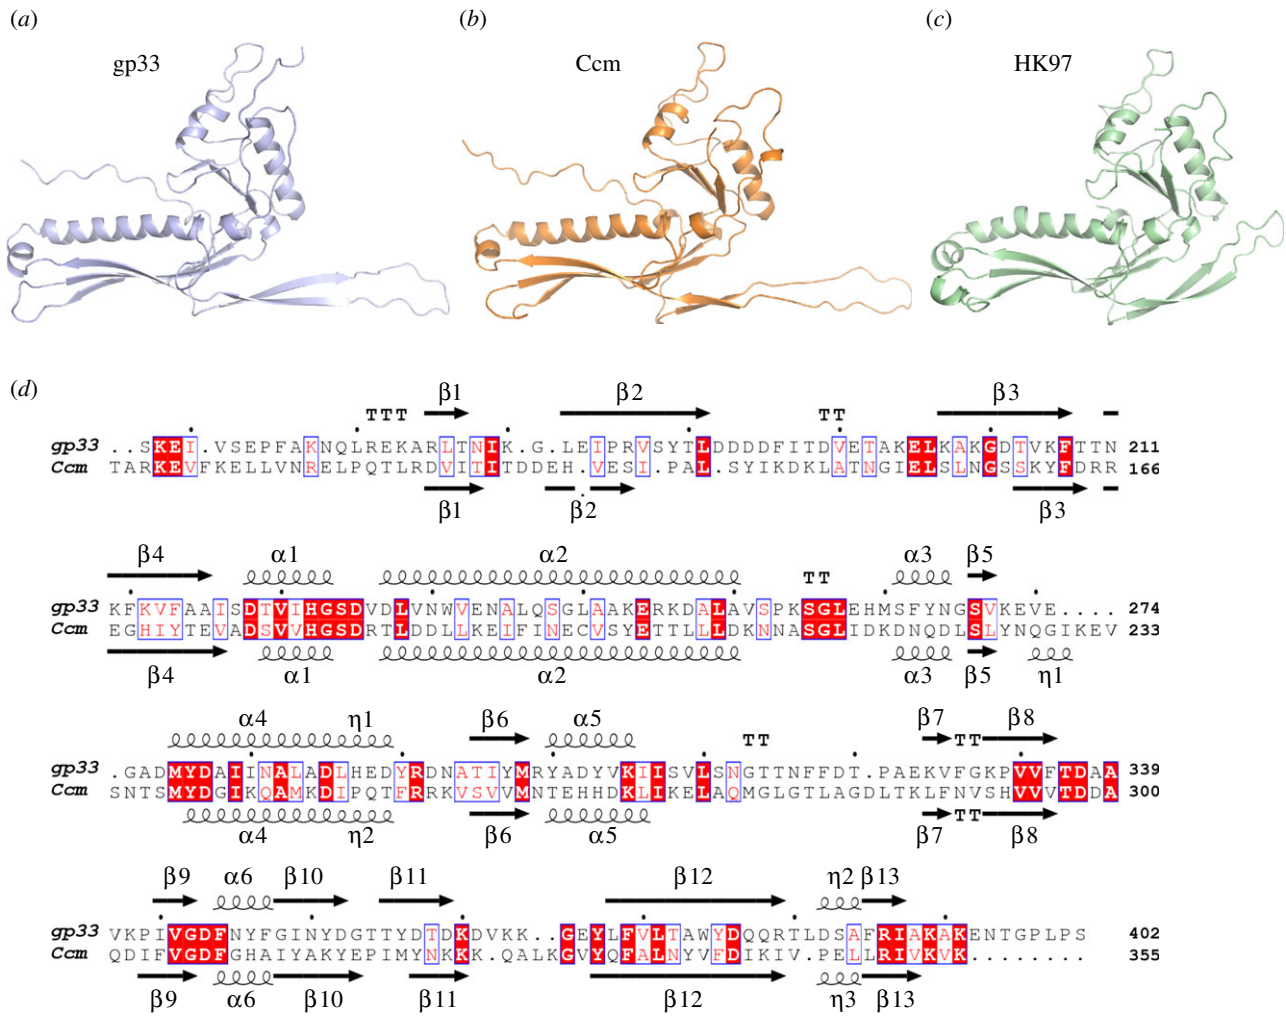 (a)
(b)
(c)
gp33
Ccm
HK97
(d)
β1 β2 β3
TTT TT
gp33 ..SKEI.VSEPFAKNQLREKARLTNIK.G.LEIPRVSYTLDDDDFITDVETAKELKAKGDTVKFTTN 211
Ccm TARKEVFKELLVNRELPQTLRDVITITDDEH.VESI.PAL.SYIKDKLATNGIELSLNGSSKYFDRR 166
β1 β2 β3
β4 α1 α2 α3 β5
TT
gp33 KFKVFAAISDTVIHGSDVDLVNWVENALQSGLAAKERKDALAVSPKSGLEHMSFYNGSVKEVE.... 274
Ccm EGHIYTEVADSVVHGSDRTLDDLLKEIFINECVSYETTLLLDKNNASGLIDKDNQDLSLYNQGIKEV 233
β4 α1 α2 α3 β5 η1
α4 η1 β6 α5 β7 β8
TT TT
gp33 .GADMYDAIINALADLHEDYRDNATIYMRYADYVKIISVLSNGTTNFFDT.PAEKVFGKPVVFTDAA 339
Ccm SNTSMYDGIKQAMKDIPQTFRRKVSVVMNTEHHDKLIKELAQMGLGTLAGDLTKLFNVSHVVVTDDA 300
TT
α4 η2 β6 α5 β7 β8
β9 α6 β10 β11 β12 η2 β13
gp33 VKPIVGDFNYFGINYDGTTYDTDKDVKK..GEYLFVLTAWYDQQRTLDSAFRIAKAKENTGPLPS 402
Ccm QDIFVGDFGHAIYAKYEPIMYNKKK.QALKGVYQFALNYVFDIKIV.PELLRIVKVK........ 355
β9 α6 β10 β11 β12 η3 β13